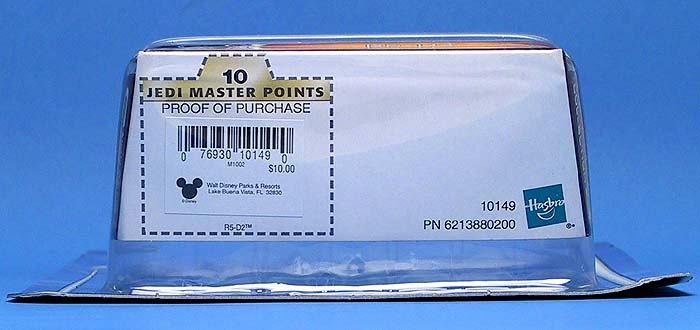 10
JEDI MASTER POINTS
PROOF OF PURCHASE
0 76930 10149 0
M1002
$10.00
Walt Disney Parks & Resorts
Lake Buena Vista, FL 32830
©Disney
R5-D2™
10149
PN 6213880200
Hasbro
®*